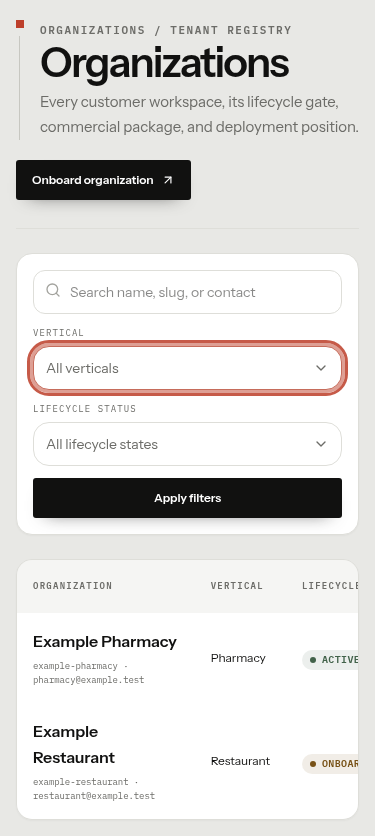 ORGANIZATIONS / TENANT REGISTRY
Organizations
Every customer workspace, its lifecycle gate,
commercial package, and deployment position.
Onboard organization
Search name, slug, or contact
VERTICAL
All verticals
LIFECYCLE STATUS
All lifecycle states
Apply filters
ORGANIZATION VERTICAL LIFECYCLE
Example Pharmacy
example-pharmacy ·
pharmacy@example.test
Pharmacy
ACTIVE
Example
Restaurant
example-restaurant ·
restaurant@example.test
Restaurant
ONBOAR